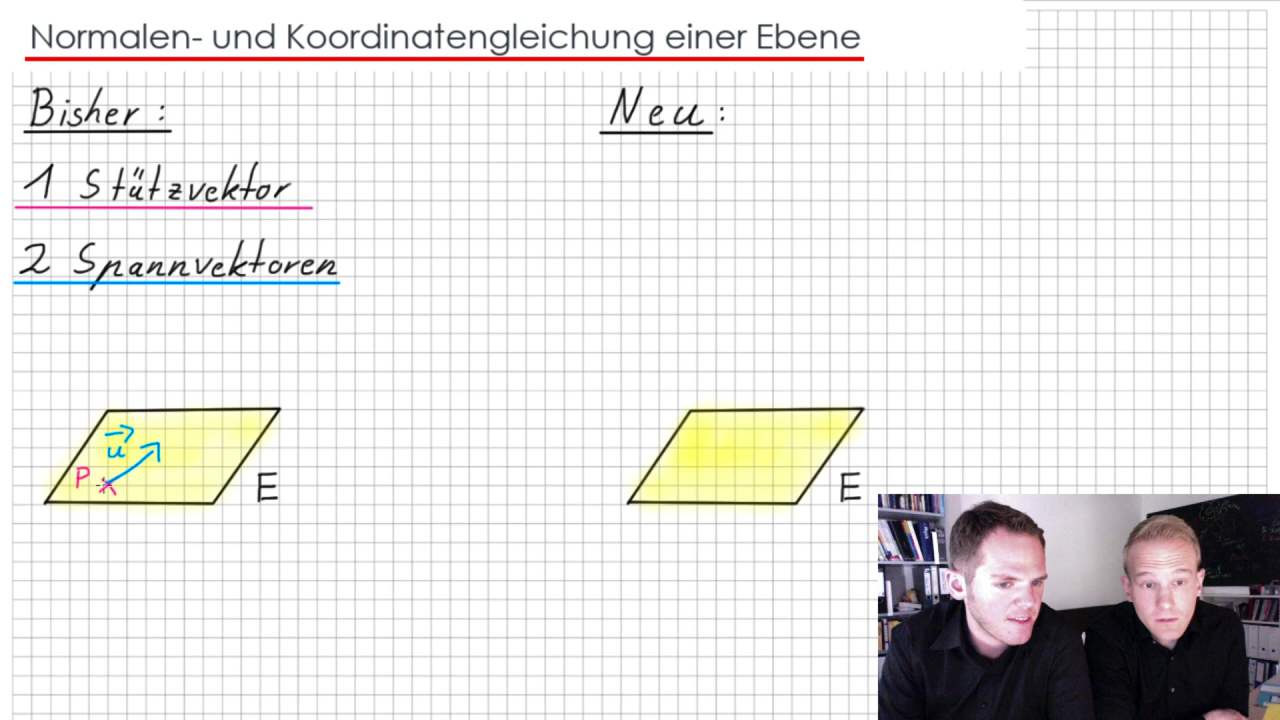 Normalen- und Koordinatengleichung einer Ebene
Bisher :
Neu :
1 Stützvektor
2 Spannvektoren
u
P
E
E